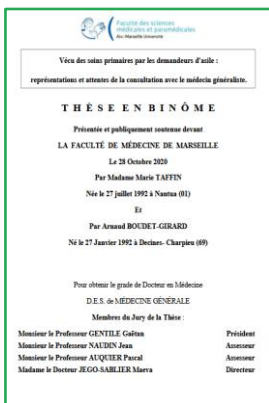 Faculté des sciences
médicales et paramédicales
Aix-Marseille Université
Vécu des soins primaires par les demandeurs d'asile :
représentations et attentes de la consultation avec le médecin généraliste.
T H È S E E N B I N Ô M E
Présentée et publiquement soutenue devant
LA FACULTÉ DE MÉDECINE DE MARSEILLE
Le 28 Octobre 2020
Par Madame Marie TAFFIN
Née le 27 juillet 1992 à Nantua (01)
Et
Par Arnaud BOUDET-GIRARD
Né le 27 Janvier 1992 à Decines- Charpieu (69)
Pour obtenir le grade de Docteur en Médecine
D.E.S. de MÉDECINE GÉNÉRALE
Membres du Jury de la Thèse :
Monsieur le Professeur GENTILE Gaëtan Président
Monsieur le Professeur NAUDIN Jean Assesseur
Monsieur le Professeur AUQUIER Pascal Assesseur
Madame le Docteur JEGO-SABLIER Maeva Directeur